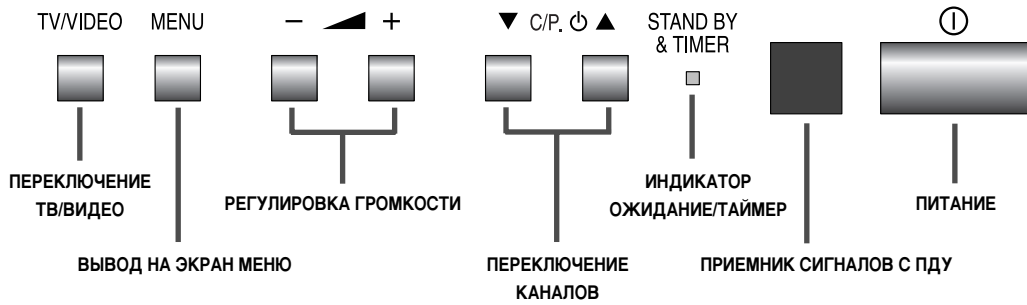 TV/VIDEO
MENU
− +
▼ C/P. ⏻ ▲
STAND BY
& TIMER
ПЕРЕКЛЮЧЕНИЕ
ТВ/ВИДЕО
РЕГУЛИРОВКА ГРОМКОСТИ
ИНДИКАТОР
ОЖИДАНИЕ/ТАЙМЕР
ПИТАНИЕ
ВЫВОД НА ЭКРАН МЕНЮ
ПЕРЕКЛЮЧЕНИЕ
КАНАЛОВ
ПРИЕМНИК СИГНАЛОВ С ПДУ